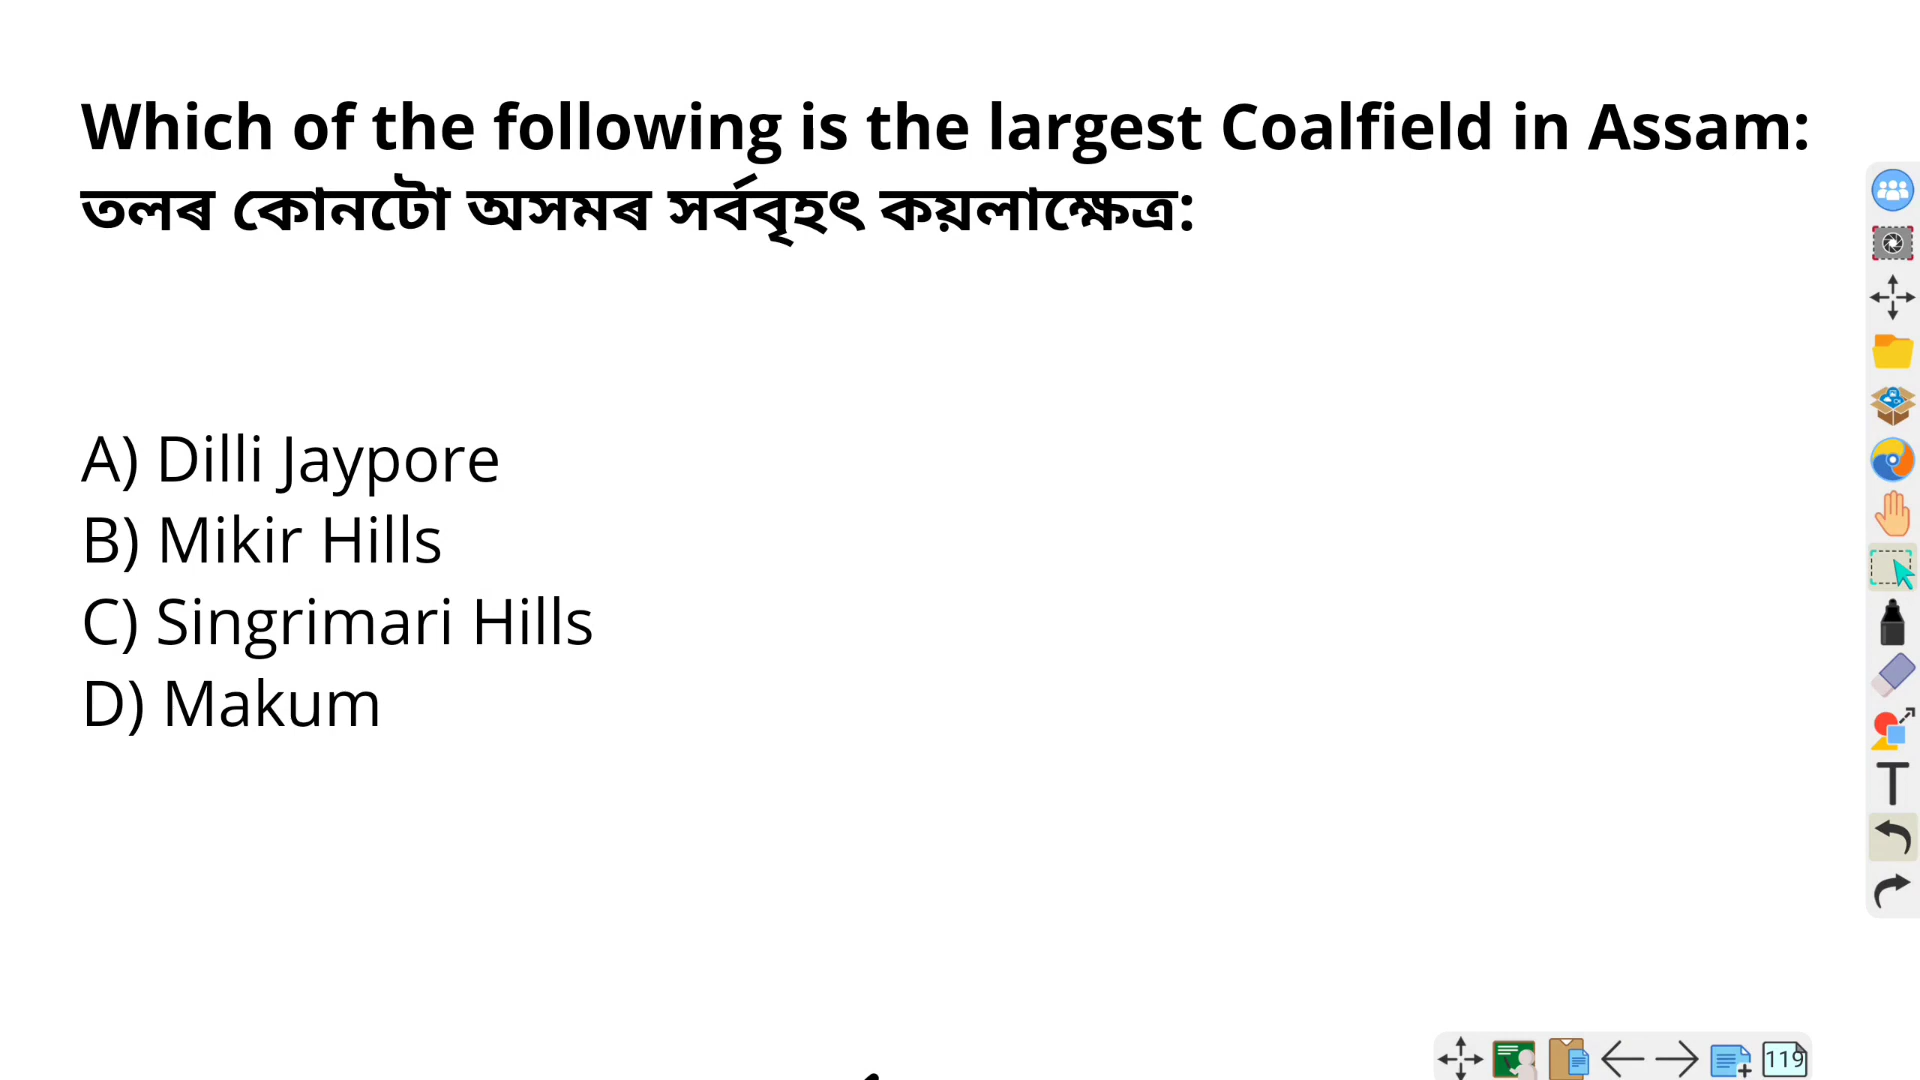 Which of the following is the largest Coalfield in Assam:
তলৰ কোনটো অসমৰ সৰ্ববৃহৎ কয়লাক্ষেত্ৰ:
A) Dilli Jaypore
B) Mikir Hills
C) Singrimari Hills
D) Makum
T
119